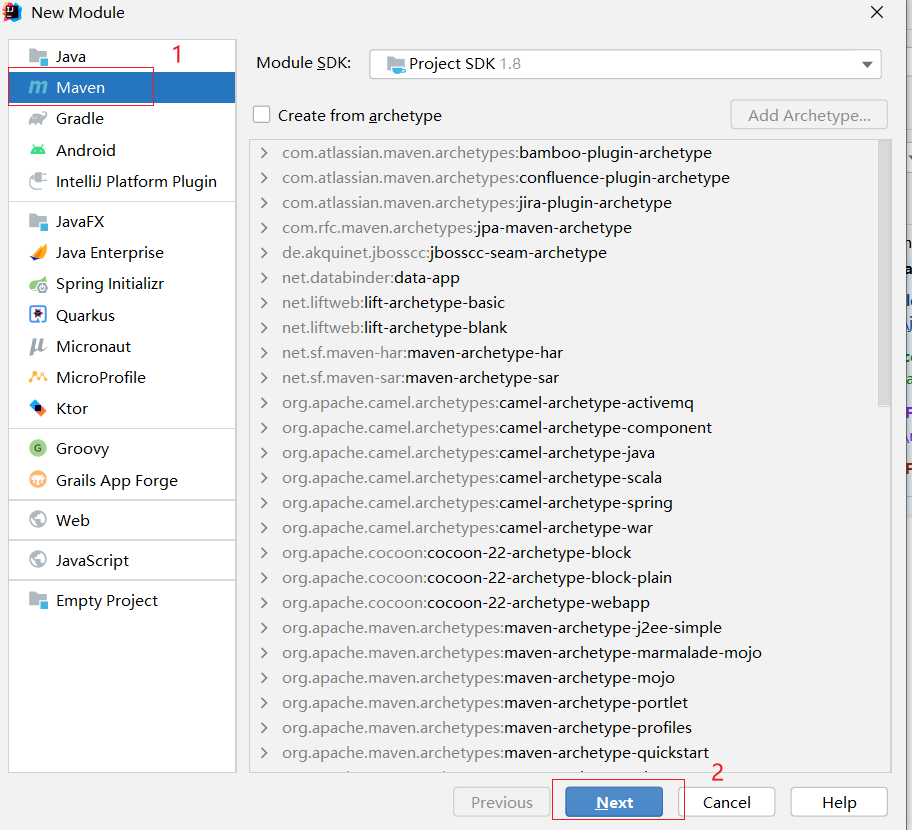 New Module
Java
1
Maven
Gradle
Android
IntelliJ Platform Plugin
JavaFX
Java Enterprise
Spring Initializr
Quarkus
Micronaut
MicroProfile
Ktor
Groovy
Grails App Forge
Web
JavaScript
Empty Project
Module SDK: Project SDK 1.8
Create from archetype
Add Archetype...
com.atlassian.maven.archetypes:bamboo-plugin-archetype
com.atlassian.maven.archetypes:confluence-plugin-archetype
com.atlassian.maven.archetypes:jira-plugin-archetype
com.rfc.maven.archetypes:jpa-maven-archetype
de.akquinet.jbosscc:jbosscc-seam-archetype
net.databinder:data-app
net.liftweb:lift-archetype-basic
net.liftweb:lift-archetype-blank
net.sf.maven-har:maven-archetype-har
net.sf.maven-sar:maven-archetype-sar
org.apache.camel.archetypes:camel-archetype-activemq
org.apache.camel.archetypes:camel-archetype-component
org.apache.camel.archetypes:camel-archetype-java
org.apache.camel.archetypes:camel-archetype-scala
org.apache.camel.archetypes:camel-archetype-spring
org.apache.camel.archetypes:camel-archetype-war
org.apache.cocoon:cocoon-22-archetype-block
org.apache.cocoon:cocoon-22-archetype-block-plain
org.apache.cocoon:cocoon-22-archetype-webapp
org.apache.maven.archetypes:maven-archetype-j2ee-simple
org.apache.maven.archetypes:maven-archetype-marmalade-mojo
org.apache.maven.archetypes:maven-archetype-mojo
org.apache.maven.archetypes:maven-archetype-portlet
org.apache.maven.archetypes:maven-archetype-profiles
org.apache.maven.archetypes:maven-archetype-quickstart
2
Previous
Next
Cancel
Help